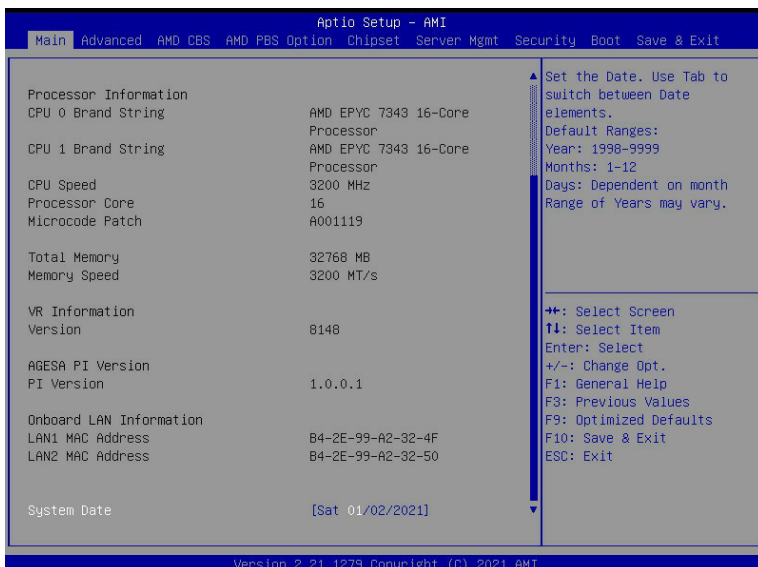 Aptio Setup - AMI
Main Advanced AMD CBS AMD PBS Option Chipset Server Mgmt Security Boot Save & Exit
Processor Information
CPU 0 Brand String AMD EPYC 7343 16-Core
Processor
CPU 1 Brand String AMD EPYC 7343 16-Core
Processor
CPU Speed 3200 MHz
Processor Core 16
Microcode Patch A001119
Total Memory 32768 MB
Memory Speed 3200 MT/s
VR Information
Version 8148
AGESA PI Version
PI Version 1.0.0.1
Onboard LAN Information
LAN1 MAC Address B4-2E-99-A2-32-4F
LAN2 MAC Address B4-2E-99-A2-32-50
System Date [Sat 01/02/2021]
Set the Date. Use Tab to
switch between Date
elements.
Default Ranges:
Year: 1998-9999
Months: 1-12
Days: Dependent on month
Range of Years may vary.
→←: Select Screen
↑↓: Select Item
Enter: Select
+/-: Change Opt.
F1: General Help
F3: Previous Values
F9: Optimized Defaults
F10: Save & Exit
ESC: Exit
Version 2.21.1279 Copyright (C) 2021 AMI